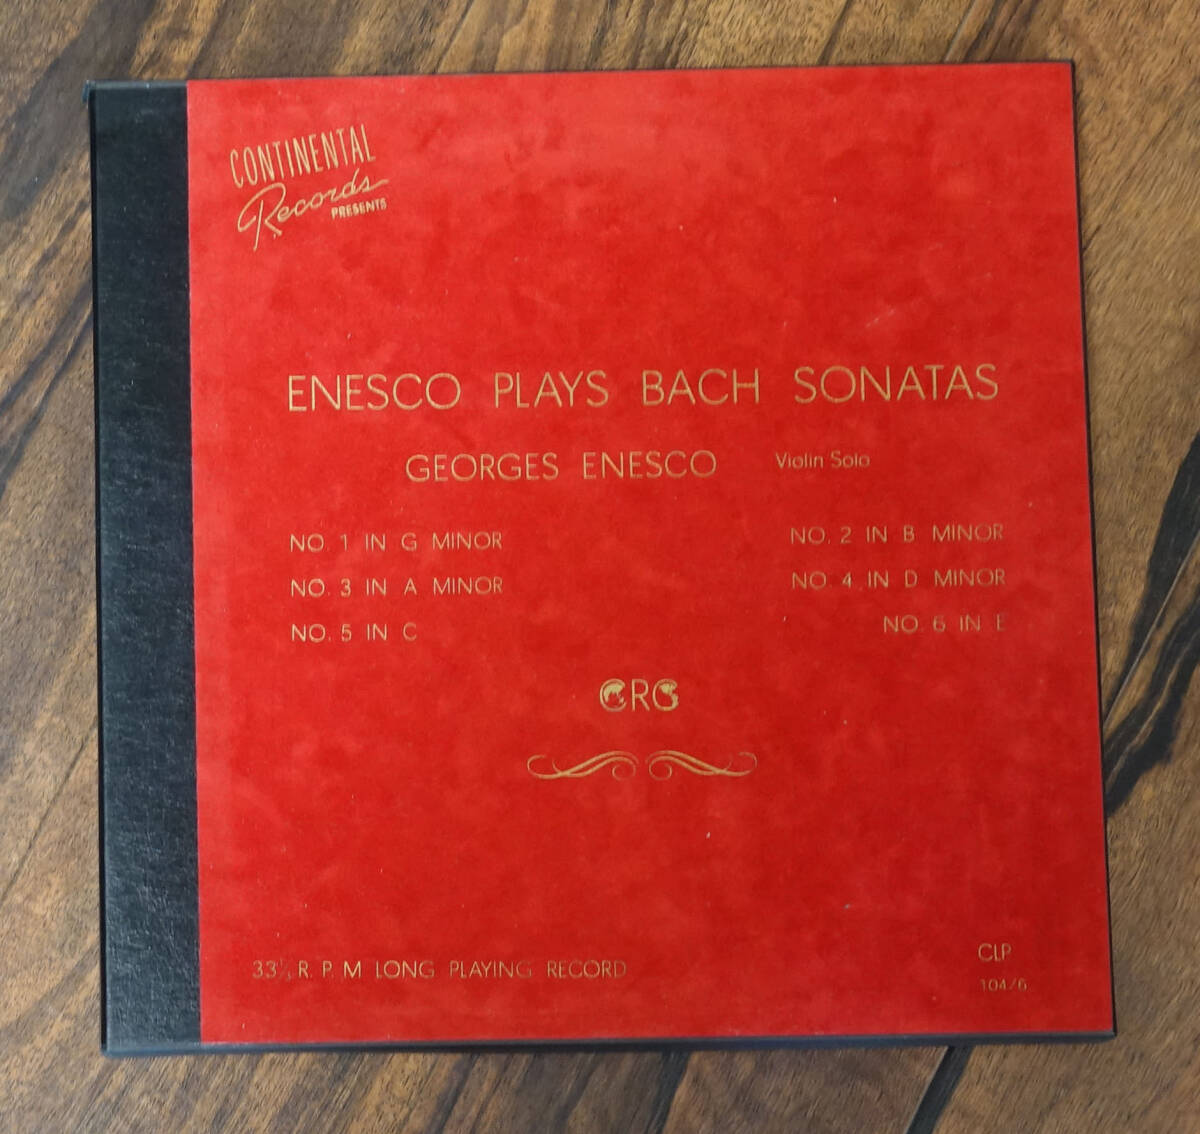 CONTINENTAL
Records
PRESENTS
ENESCO PLAYS BACH SONATAS
GEORGES ENESCO Violin Solo
NO. 1 IN G MINOR NO. 2 IN B MINOR
NO. 3 IN A MINOR NO. 4 IN D MINOR
NO. 5 IN C NO. 6 IN E
CRG
33⅓ R. P. M LONG PLAYING RECORD
CLP
104/6